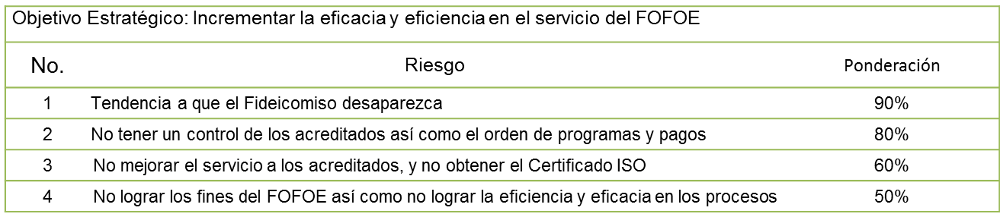 Objetivo Estratégico: Incrementar la eficacia y eficiencia en el servicio del FOFOE
No. Riesgo Ponderación
1 Tendencia a que el Fideicomiso desaparezca 90%
2 No tener un control de los acreditados así como el orden de programas y pagos 80%
3 No mejorar el servicio a los acreditados, y no obtener el Certificado ISO 60%
4 No lograr los fines del FOFOE así como no lograr la eficiencia y eficacia en los procesos 50%